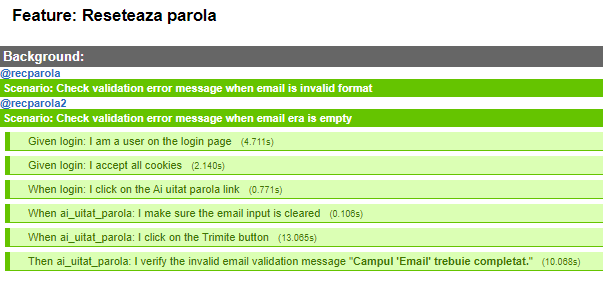 Feature: Reseteaza parola
Background:
@recparola
Scenario: Check validation error message when email is invalid format
@recparola2
Scenario: Check validation error message when email era is empty
Given login: I am a user on the login page (4.711s)
Given login: I accept all cookies (2.140s)
When login: I click on the Ai uitat parola link (0.771s)
When ai_uitat_parola: I make sure the email input is cleared (0.106s)
When ai_uitat_parola: I click on the Trimite button (13.065s)
Then ai_uitat_parola: I verify the invalid email validation message "Campul 'Email' trebuie completat." (10.068s)